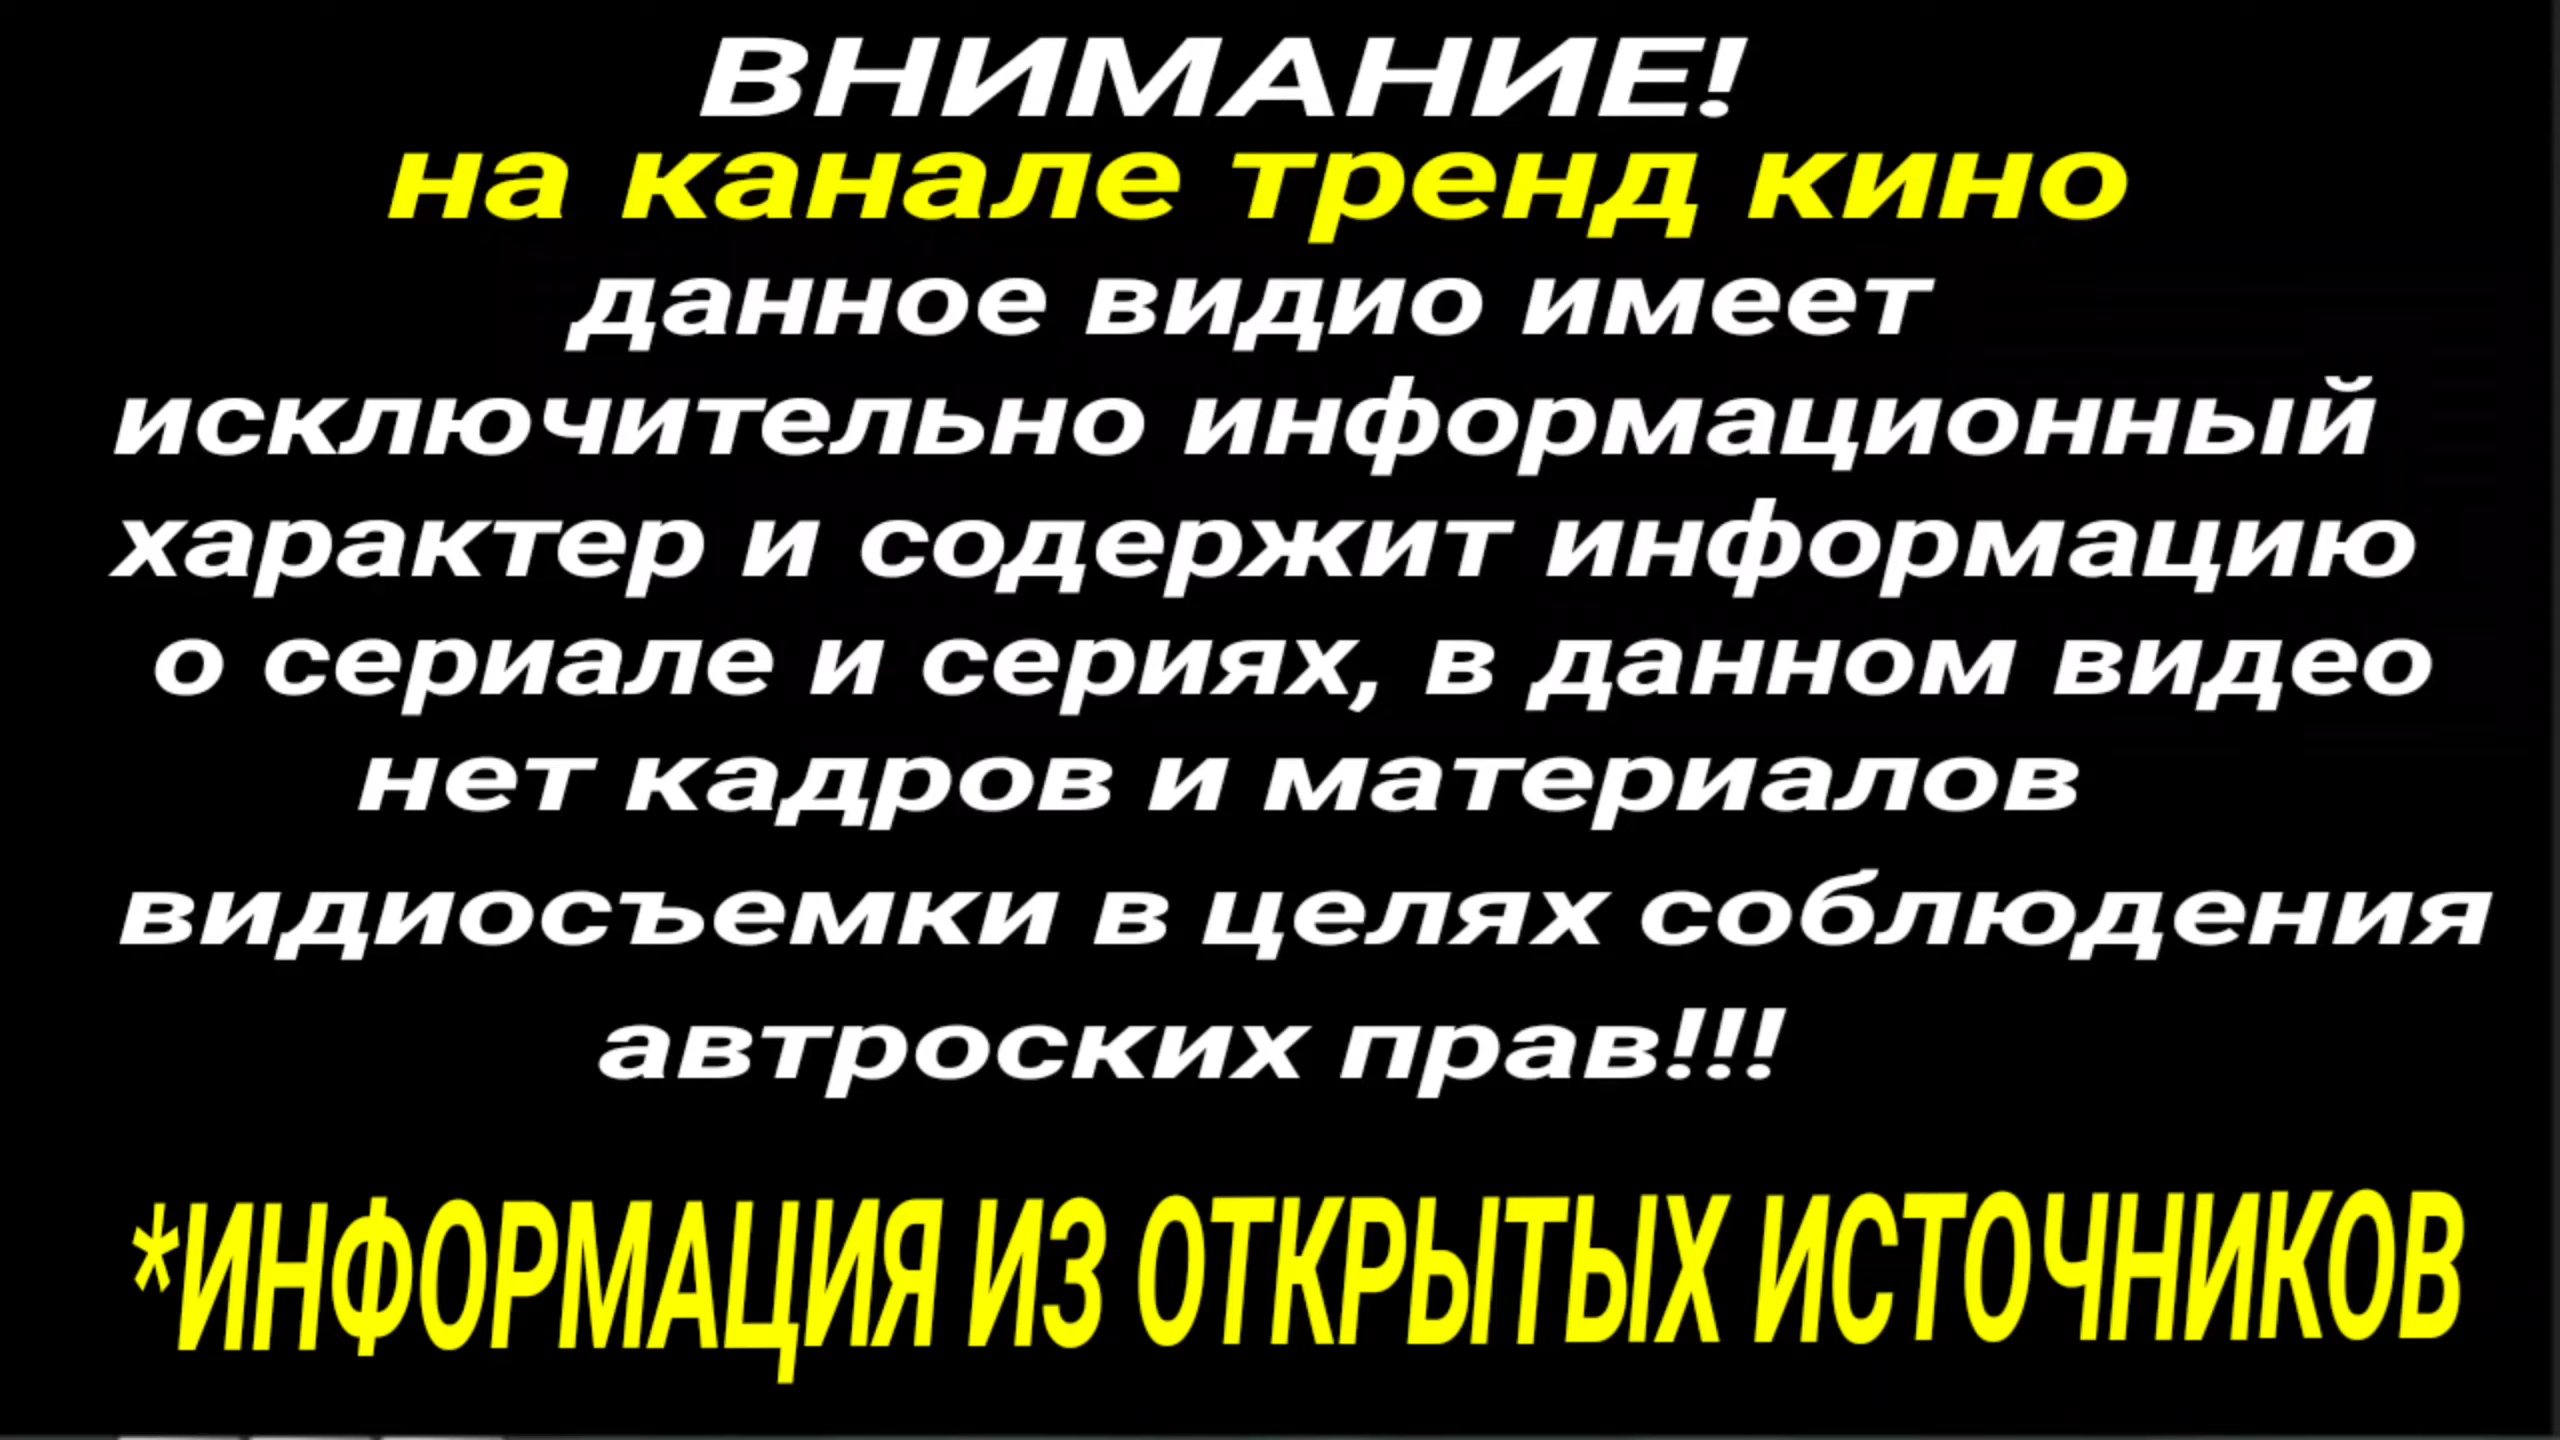 ВНИМАНИЕ!
на канале тренд кино
данное видио имеет
исключительно информационный
характер и содержит информацию
о сериале и сериях, в данном видео
нет кадров и материалов
видиосъемки в целях соблюдения
автроских прав!!!
*ИНФОРМАЦИЯ ИЗ ОТКРЫТЫХ ИСТОЧНИКОВ